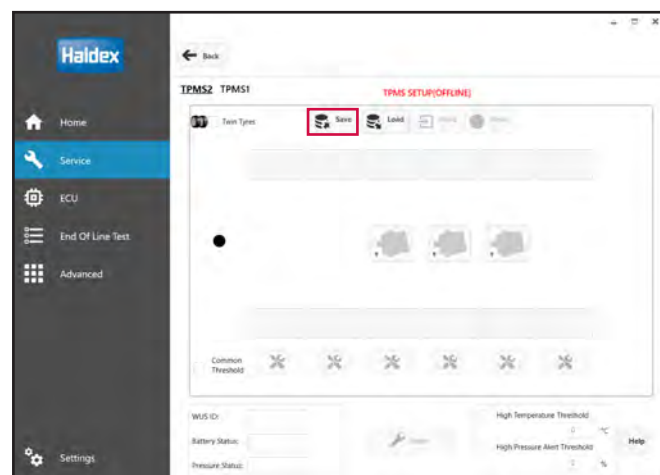 Haldex
Back
TPMS2 TPMS1
TPMS SETUP(OFFLINE)
Home
Twin Tyres
Save
Load
Service
ECU
End Of Line Test
Advanced
Common
Threshold
WUS ID:
High Temperature Threshold
0 °C
Battery Status:
Help
High Pressure Alert Threshold
Settings
Pressure Status:
%